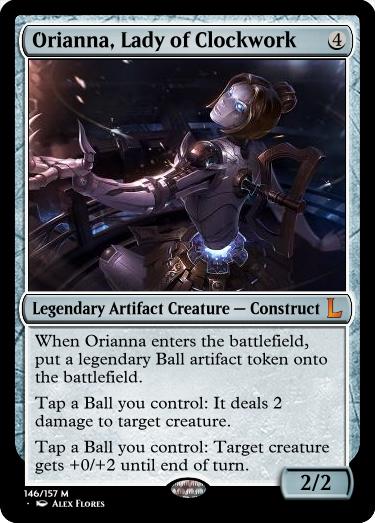 Orianna, Lady of Clockwork 4
Legendary Artifact Creature — Construct L
When Orianna enters the battlefield,
put a legendary Ball artifact token onto
the battlefield.
Tap a Ball you control: It deals 2
damage to target creature.
Tap a Ball you control: Target creature
gets +0/+2 until end of turn.
2/2
146/157 M
· ALEX FLORES